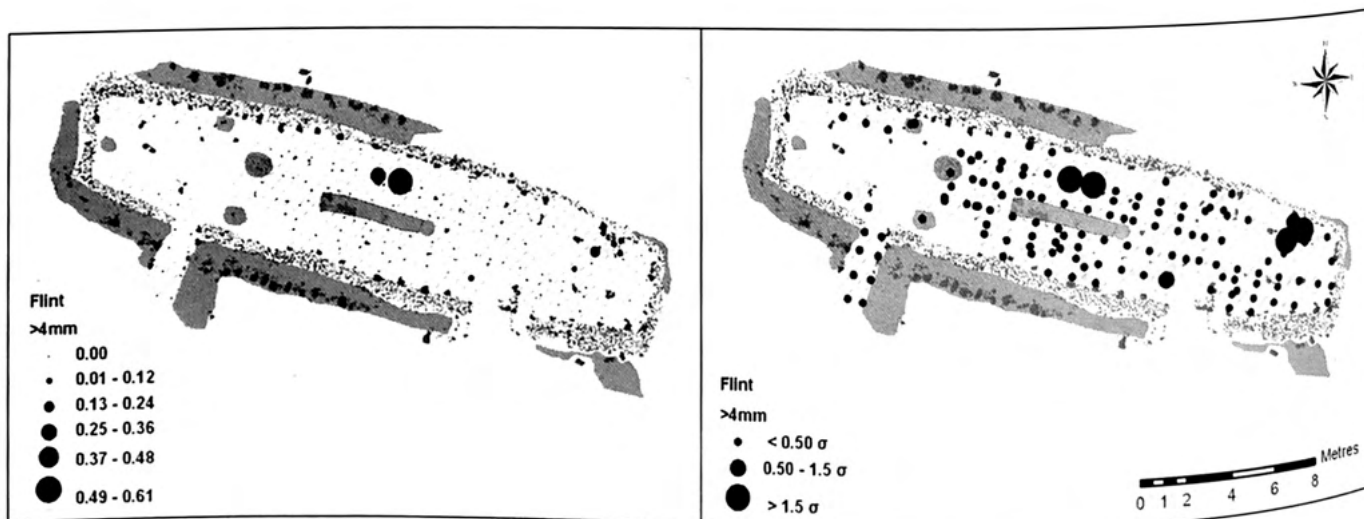 Flint
>4mm
0.00
0.01 - 0.12
0.13 - 0.24
0.25 - 0.36
0.37 - 0.48
0.49 - 0.61
Flint
>4mm
< 0.50 σ
0.50 - 1.5 σ
> 1.5 σ
Metres
0 1 2 4 6 8